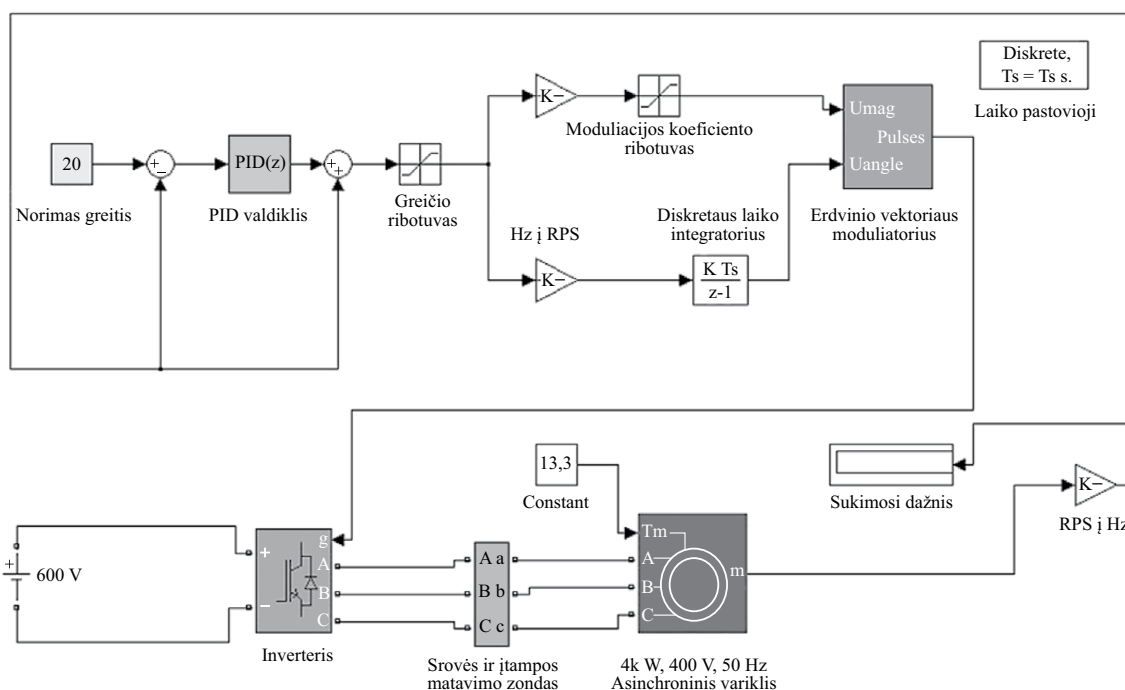 Diskrete,
Ts = Ts s.
Laiko pastovioji
K−
Moduliacijos koeficiento
ribotuvas
Umag
Pulses
Uangle
Erdvinio vektoriaus
moduliatorius
20
Norimas greitis
+
−
PID(z)
PID valdiklis
+
+
Greičio
ribotuvas
Hz į RPS
K−
Diskretaus laiko
integratorius
K Ts
z-1
13,3
Constant
Sukimosi dažnis
K−
RPS į Hz
+
600 V
+
−
g
A
B
C
Inverteris
A a
B b
C c
Srovės ir įtampos
matavimo zondas
Tm
A
B
C
m
4k W, 400 V, 50 Hz
Asinchroninis variklis